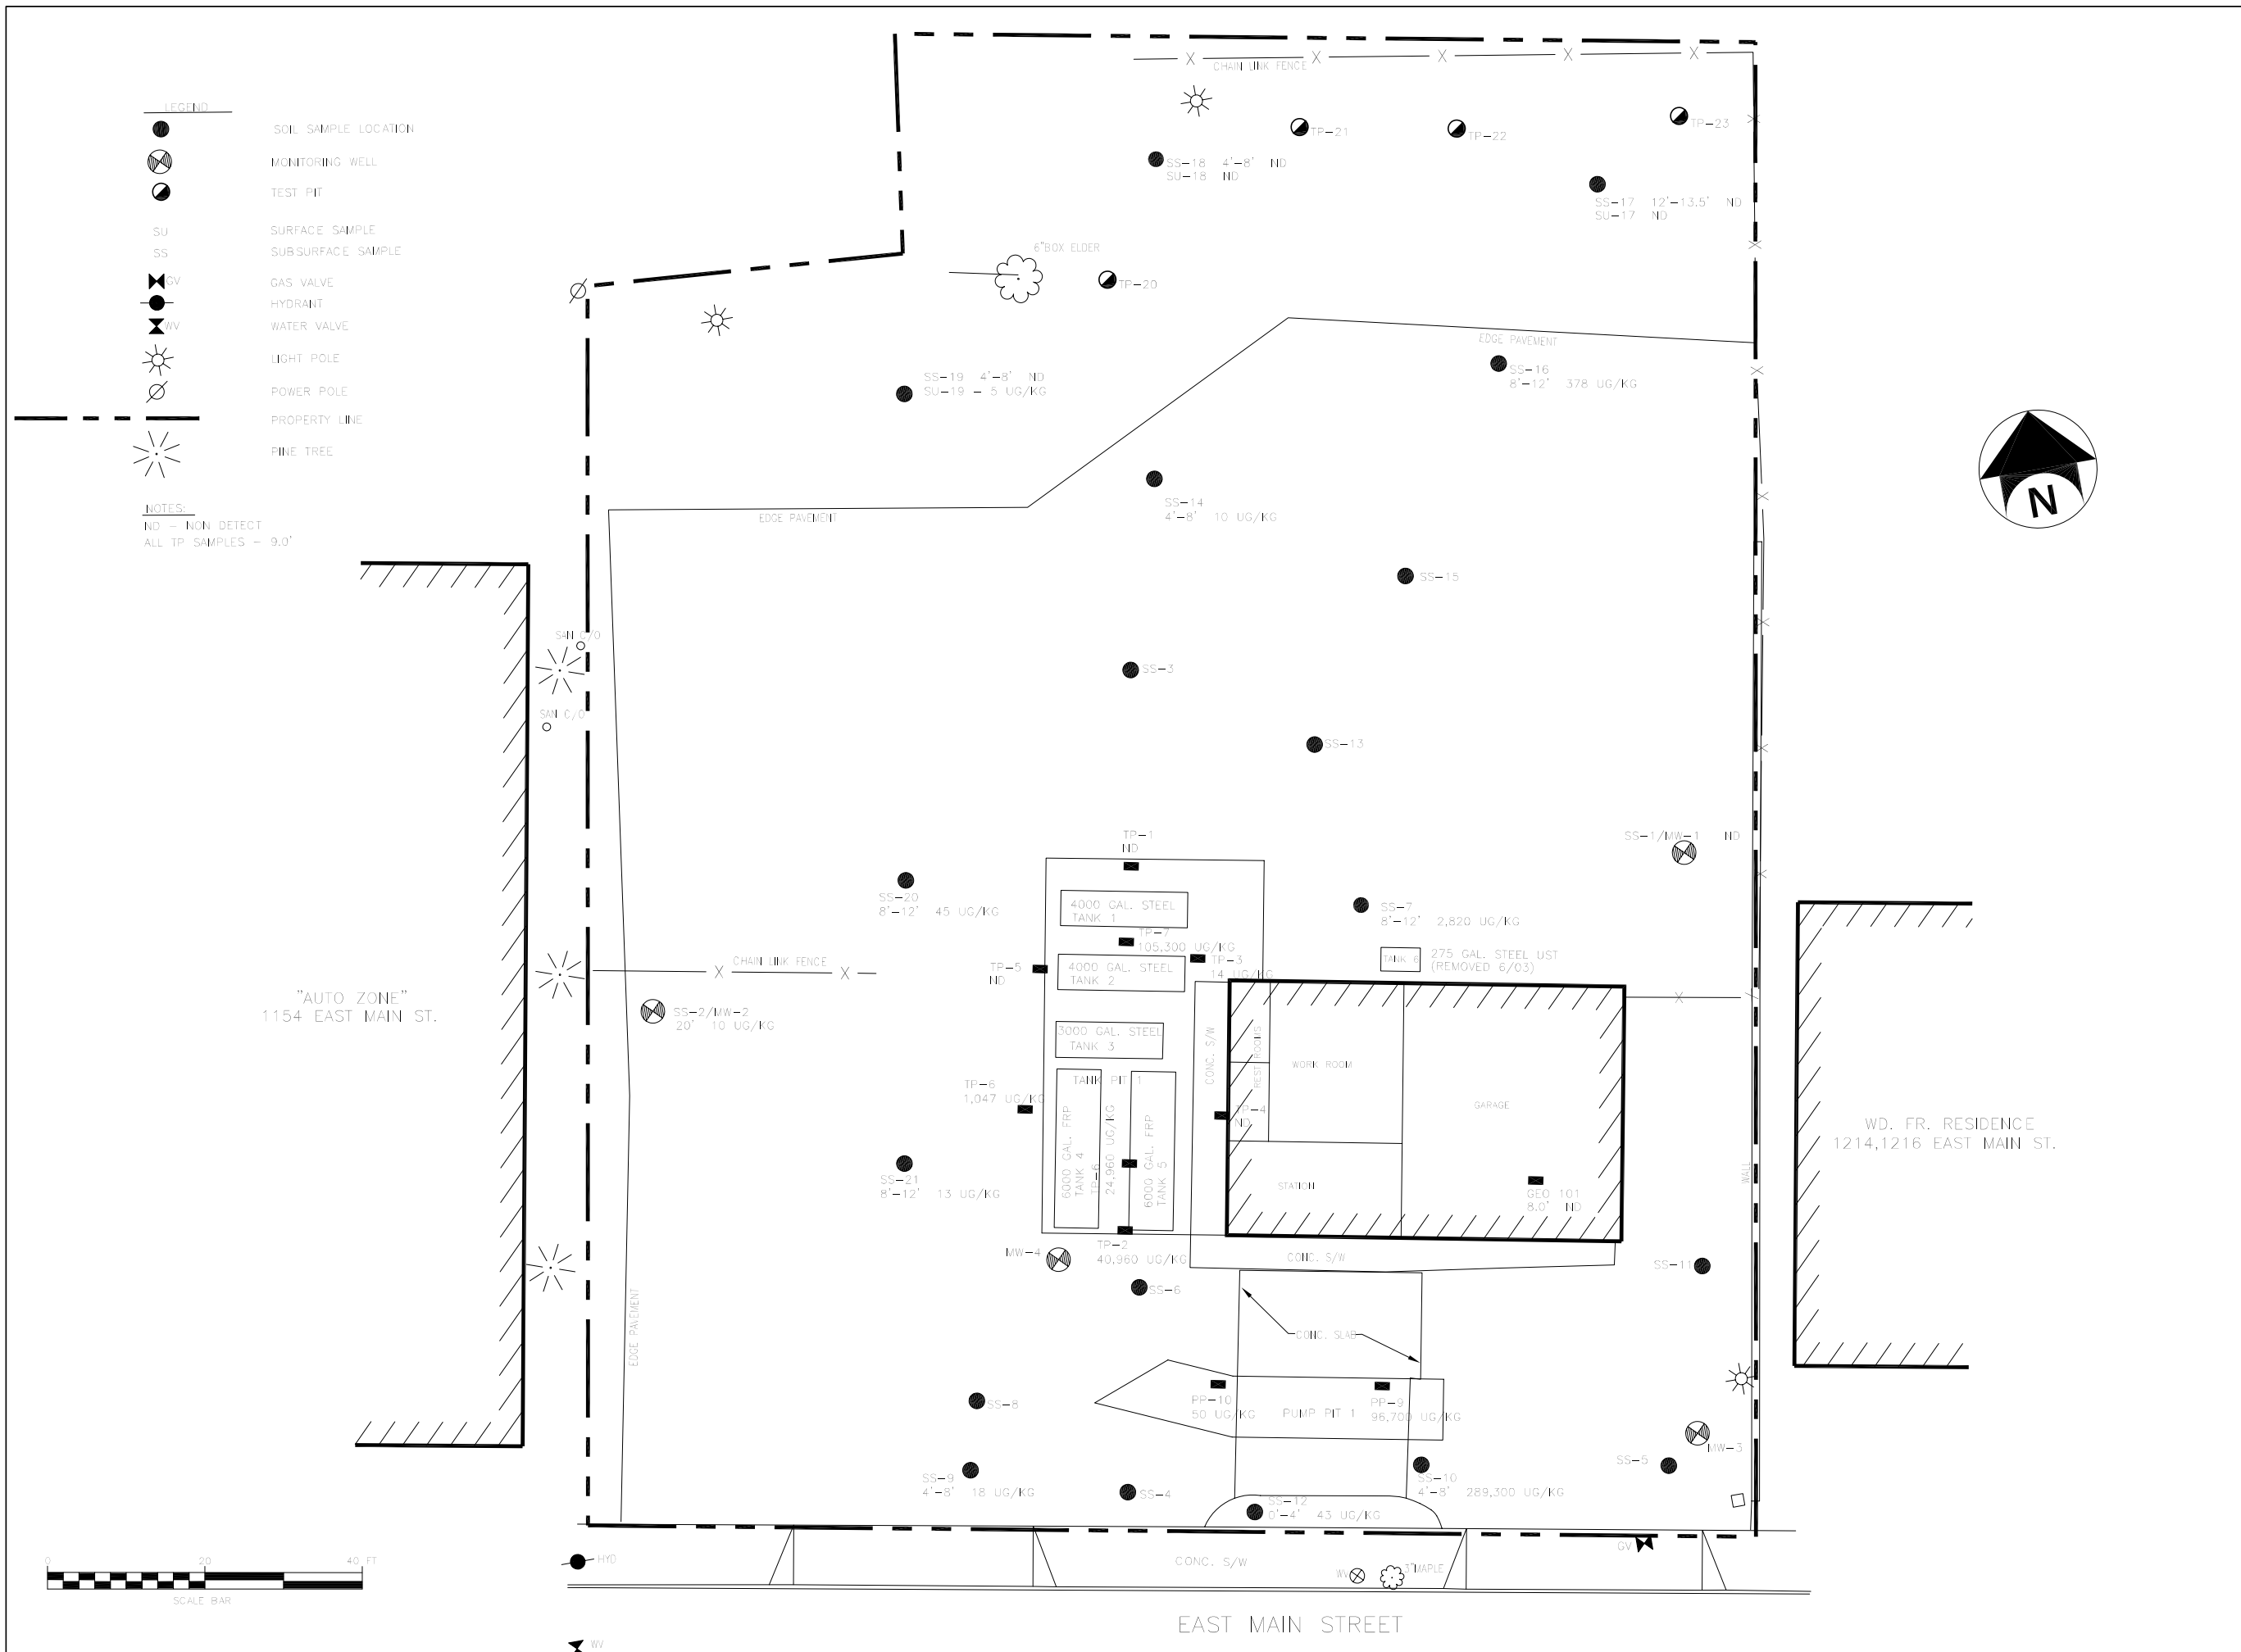 LEGEND
SOIL SAMPLE LOCATION
MONITORING WELL
TEST PIT
SU SURFACE SAMPLE
SS SUBSURFACE SAMPLE
GV GAS VALVE
HYDRANT
WV WATER VALVE
LIGHT POLE
POWER POLE
PROPERTY LINE
PINE TREE
NOTES:
ND - NON DETECT
ALL TP SAMPLES - 9.0'
CHAIN LINK FENCE
TP-21
TP-22
TP-23
SS-18 4'-8' ND
SU-18 ND
SS-17 12'-13.5' ND
SU-17 ND
6"BOX ELDER
TP-20
EDGE PAVEMENT
SS-16
8'-12' 378 UG/KG
SS-19 4'-8' ND
SU-19 - 5 UG/KG
N
SS-14
4'-8' 10 UG/KG
EDGE PAVEMENT
SS-15
SAN C/O
SS-3
SAN C/O
SS-13
TP-1
ND
SS-1/MW-1 ND
SS-20
8'-12' 45 UG/KG
4000 GAL. STEEL
TANK 1
SS-7
8'-12' 2,820 UG/KG
TP-7
105,300 UG/KG
TANK 6
275 GAL. STEEL UST
(REMOVED 6/03)
CHAIN LINK FENCE
TP-5
ND
4000 GAL. STEEL
TANK 2
TP-3
14 UG/KG
"AUTO ZONE"
1154 EAST MAIN ST.
SS-2/MW-2
20' 10 UG/KG
3000 GAL. STEEL
TANK 3
CONC. S/W
REST ROOMS
WORK ROOM
GARAGE
TANK PIT 1
TP-6
1,047 UG/KG
6000 GAL. FRP
TANK 4
TP-6
24,960 UG/KG
6000 GAL. FRP
TANK 5
TP-4
ND
WD. FR. RESIDENCE
1214,1216 EAST MAIN ST.
WALL
SS-21
8'-12' 13 UG/KG
STATION
GEO 101
8.0' ND
MW-4
TP-2
40,960 UG/KG
CONC. S/W
SS-11
SS-6
EDGE PAVEMENT
CONC. SLAB
SS-8
PP-10
50 UG/KG
PUMP PIT 1
PP-9
96,700 UG/KG
MW-3
SS-5
SS-9
4'-8' 18 UG/KG
SS-4
SS-12
0'-4' 43 UG/KG
SS-10
4'-8' 289,300 UG/KG
GV
HYD
CONC. S/W
WV
3"MAPLE
0 20 40 FT
SCALE BAR
EAST MAIN STREET
WV